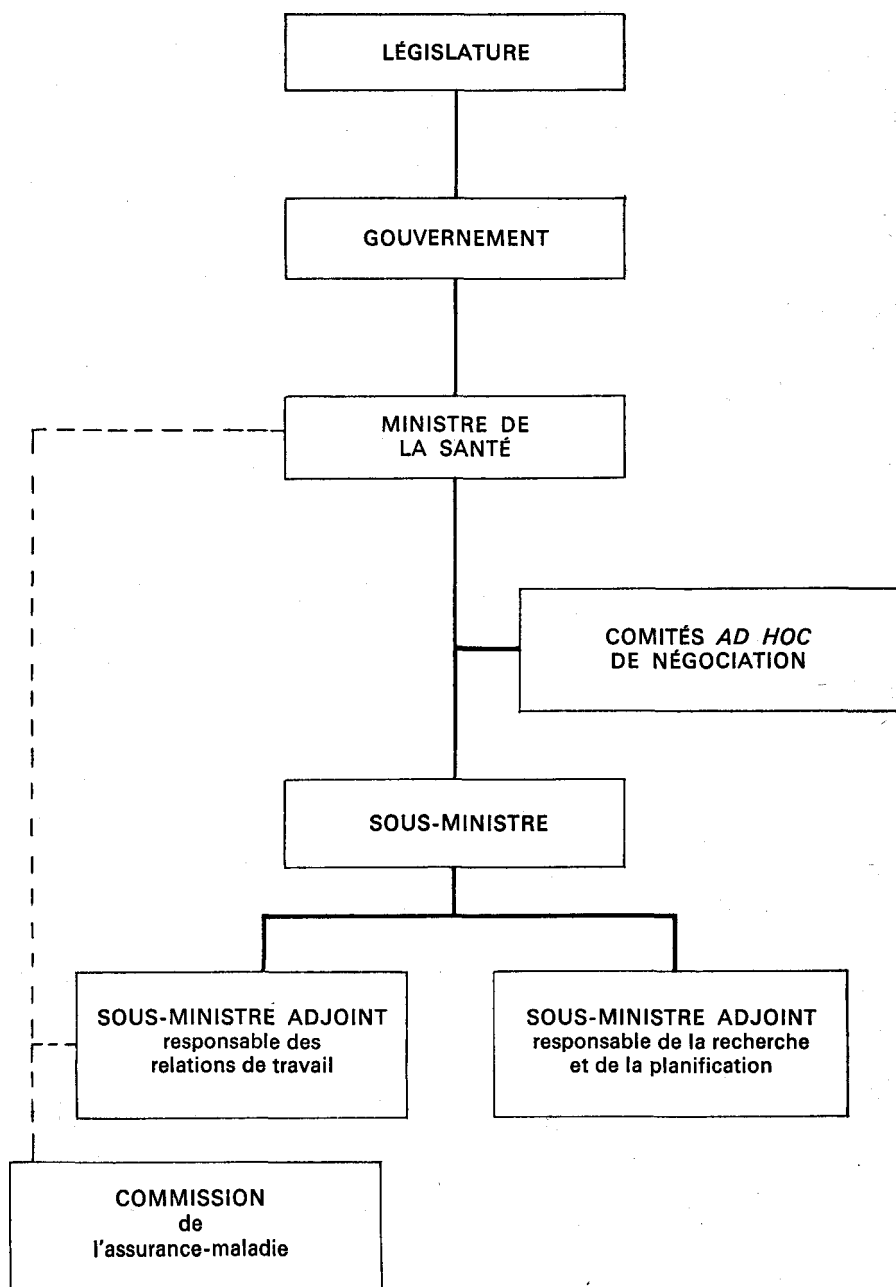 LÉGISLATURE
GOUVERNEMENT
MINISTRE DE
LA SANTÉ
COMITÉS AD HOC
DE NÉGOCIATION
SOUS-MINISTRE
SOUS-MINISTRE ADJOINT
responsable des
relations de travail
SOUS-MINISTRE ADJOINT
responsable de la recherche
et de la planification
COMMISSION
de
l'assurance-maladie